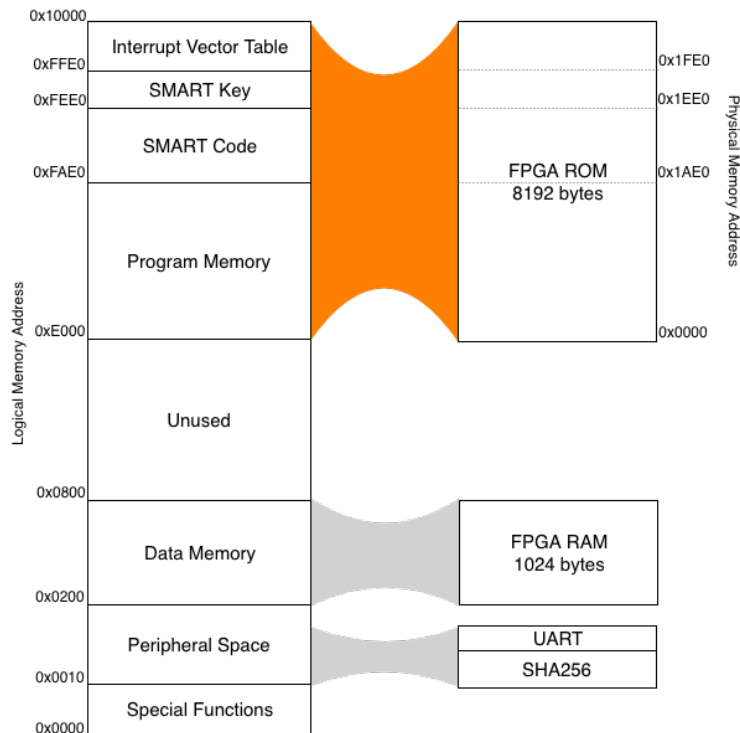 0x10000
Interrupt Vector Table
0xFFE0
SMART Key
0xFEE0
SMART Code
0xFAE0
Program Memory
0xE000
Unused
0x0800
Data Memory
0x0200
Peripheral Space
0x0010
Special Functions
0x0000
Logical Memory Address
0x1FE0
0x1EE0
FPGA ROM
8192 bytes
0x1AE0
0x0000
Physical Memory Address
FPGA RAM
1024 bytes
UART
SHA256